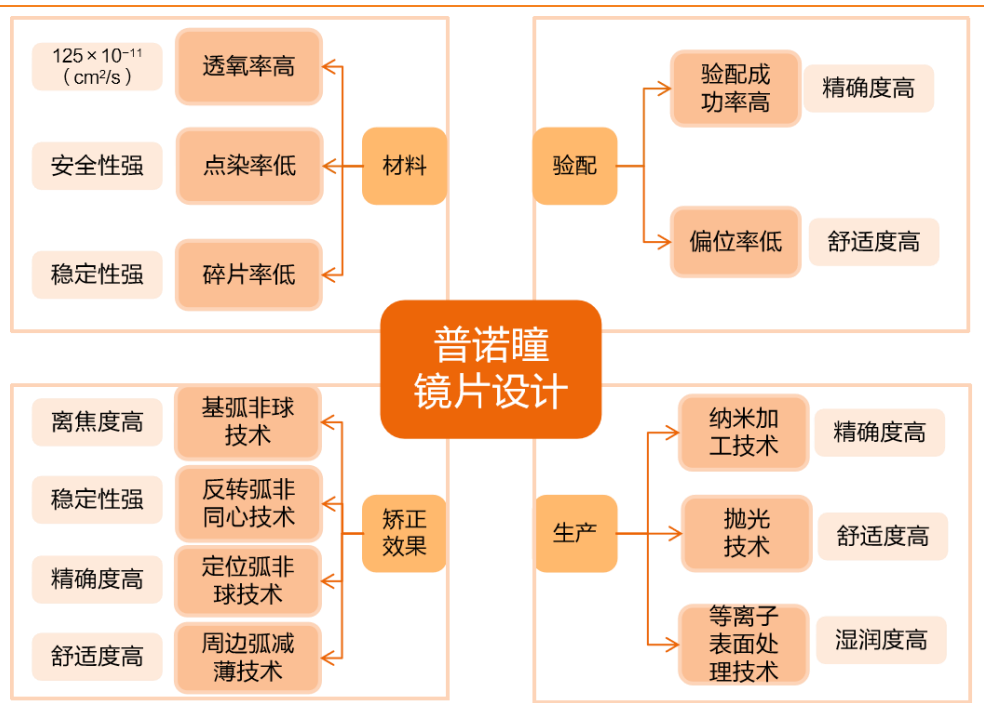 125×10⁻¹¹
（cm²/s）
透氧率高
安全性强
点染率低
材料
稳定性强
碎片率低
验配
验配成
功率高
精确度高
偏位率低
舒适度高
普诺瞳
镜片设计
离焦度高
基弧非球
技术
稳定性强
反转弧非
同心技术
矫正
效果
精确度高
定位弧非
球技术
舒适度高
周边弧减
薄技术
生产
纳米加
工技术
精确度高
抛光
技术
舒适度高
等离子
表面处
理技术
湿润度高